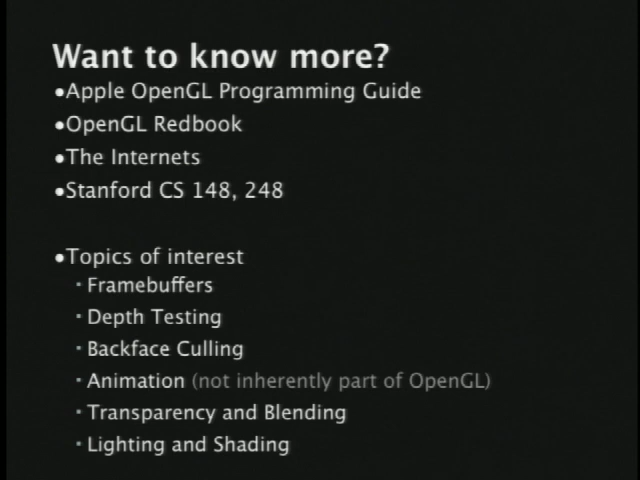 Want to know more?
•Apple OpenGL Programming Guide
•OpenGL Redbook
•The Internets
•Stanford CS 148, 248
•Topics of interest
▪ Framebuffers
▪ Depth Testing
▪ Backface Culling
▪ Animation (not inherently part of OpenGL)
▪ Transparency and Blending
▪ Lighting and Shading